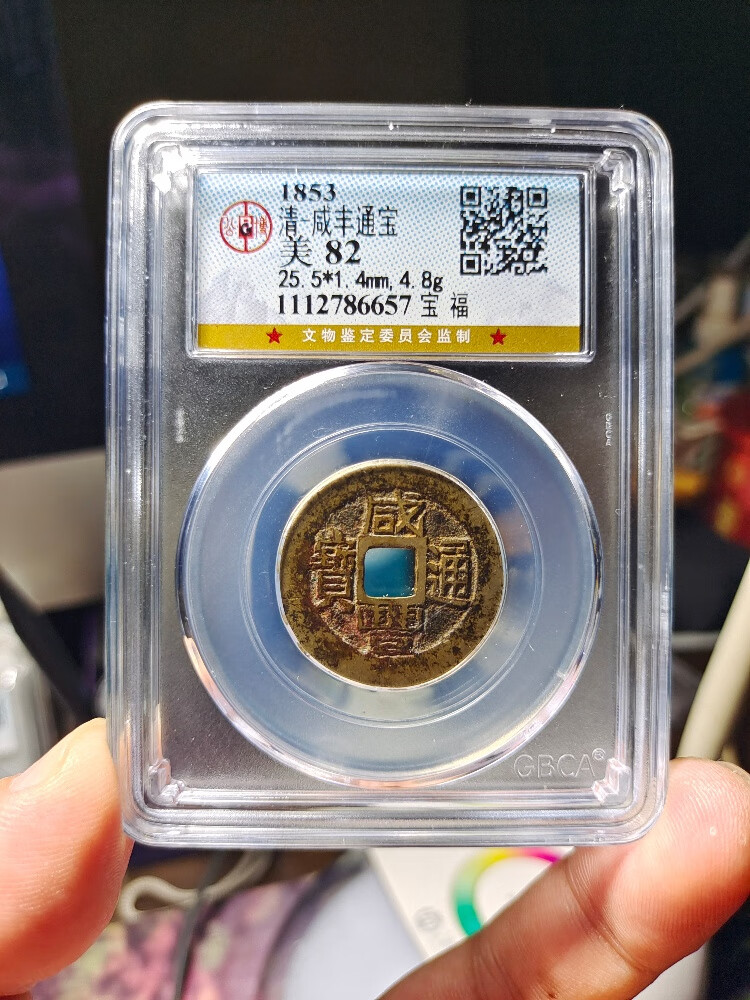 1853
清-咸丰通宝
美 82
25.5*1.4mm,4.8g
1112786657 宝 福
★ 文物鉴定委员会监制 ★
咸
寶 通
GBCA®